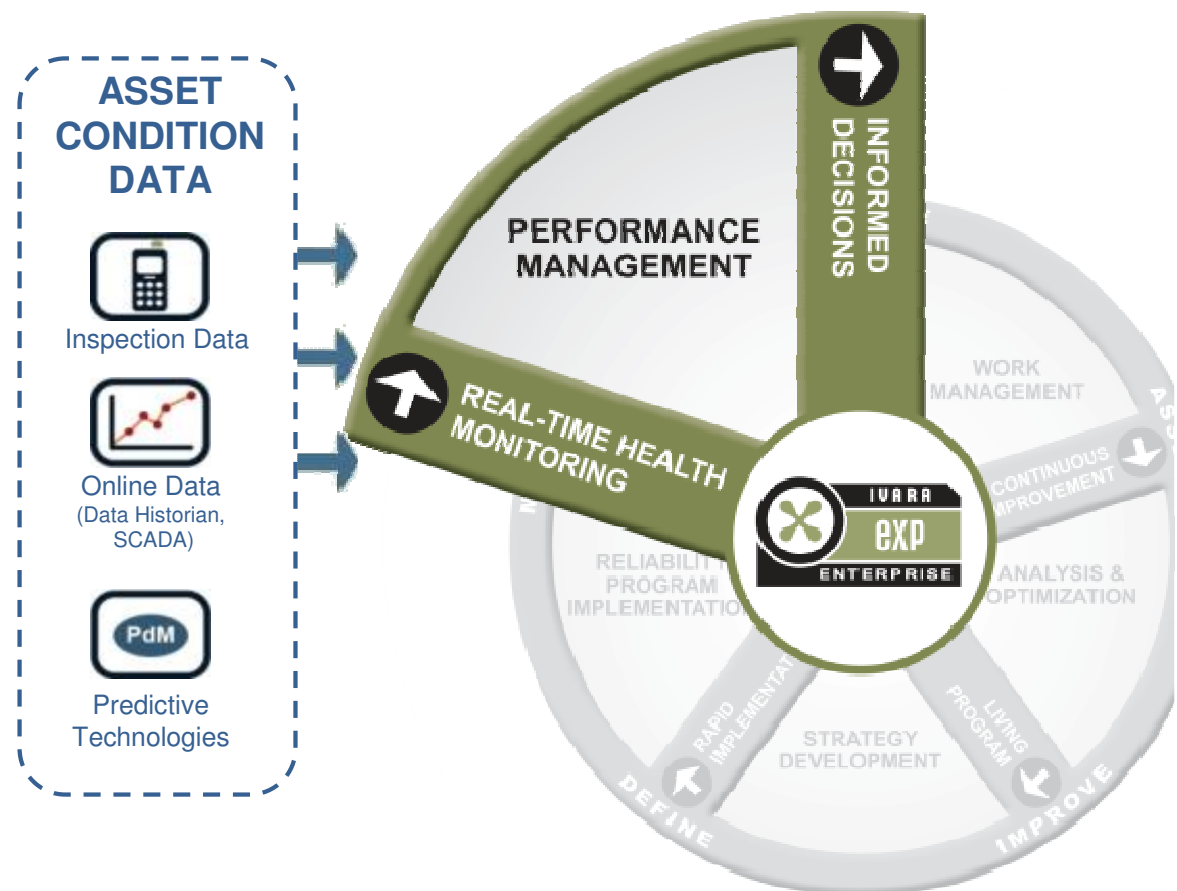 ASSET
CONDITION
DATA
Inspection Data
Online Data
(Data Historian,
SCADA)
PdM
Predictive
Technologies
PERFORMANCE
MANAGEMENT
INFORMED
DECISIONS
REAL-TIME HEALTH
MONITORING
IVARA
exp
ENTERPRISE
WORK
MANAGEMENT
CONTINUOUS
IMPROVEMENT
ANALYSIS &
OPTIMIZATION
LIVING
PROGRAM
IMPROVE
STRATEGY
DEVELOPMENT
RAPID
DEFINE
RELIABILITY
PROGRAM